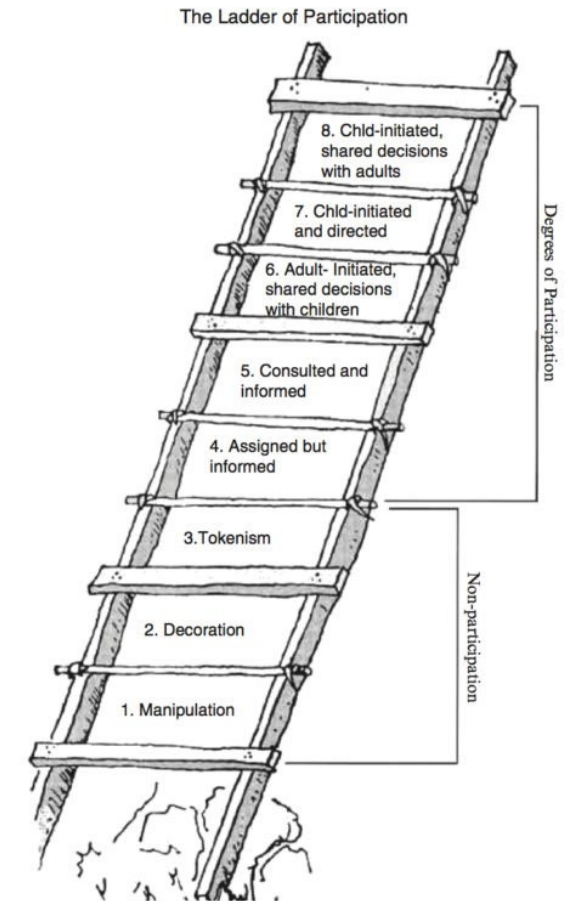 The Ladder of Participation
8. Chld-initiated,
shared decisions
with adults
7. Chld-initiated
and directed
6. Adult- Initiated,
shared decisions
with children
5. Consulted and
informed
4. Assigned but
informed
3.Tokenism
2. Decoration
1. Manipulation
Degrees of Participation
Non-participation